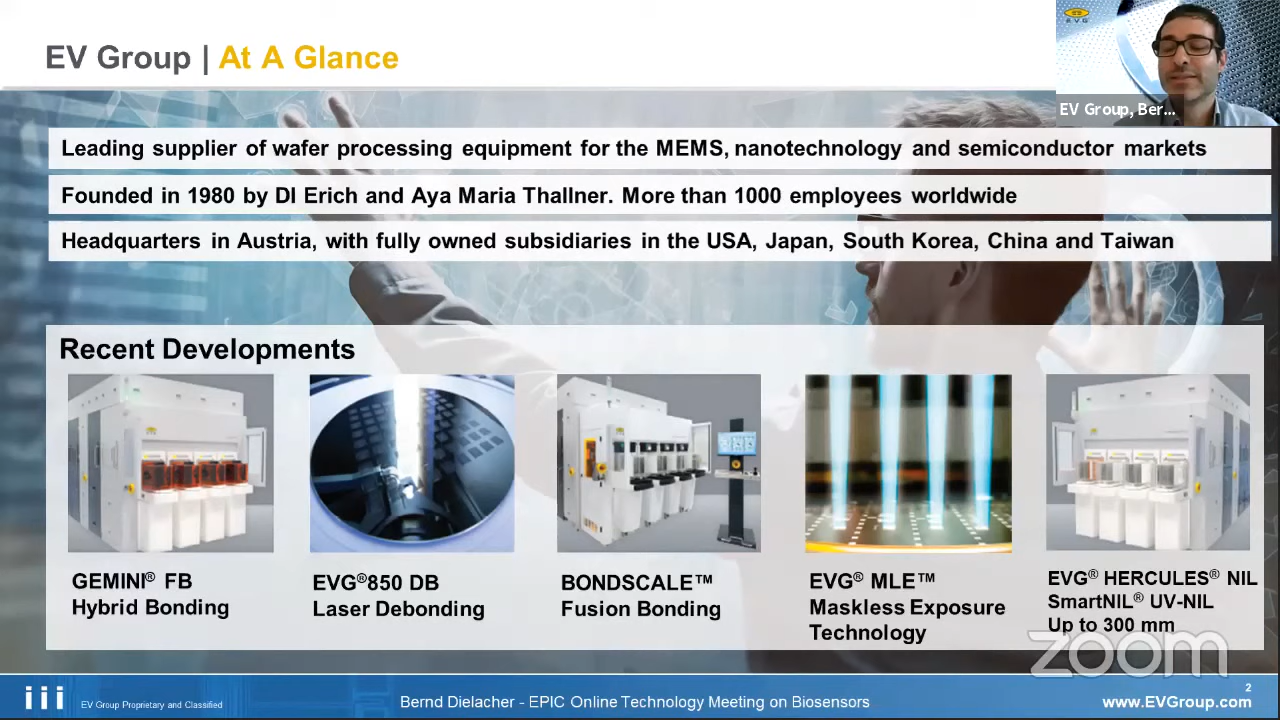 EV Group | At A Glance
EVG
EV Group, Ber...
Leading supplier of wafer processing equipment for the MEMS, nanotechnology and semiconductor markets
Founded in 1980 by DI Erich and Aya Maria Thallner. More than 1000 employees worldwide
Headquarters in Austria, with fully owned subsidiaries in the USA, Japan, South Korea, China and Taiwan
Recent Developments
GEMINI® FB
Hybrid Bonding
EVG®850 DB
Laser Debonding
BONDSCALE™
Fusion Bonding
EVG® MLE™
Maskless Exposure
Technology
EVG® HERCULES® NIL
SmartNIL® UV-NIL
Up to 300 mm
zoom
EV Group Proprietary and Classified
Bernd Dielacher - EPIC Online Technology Meeting on Biosensors
2
www.EVGroup.com